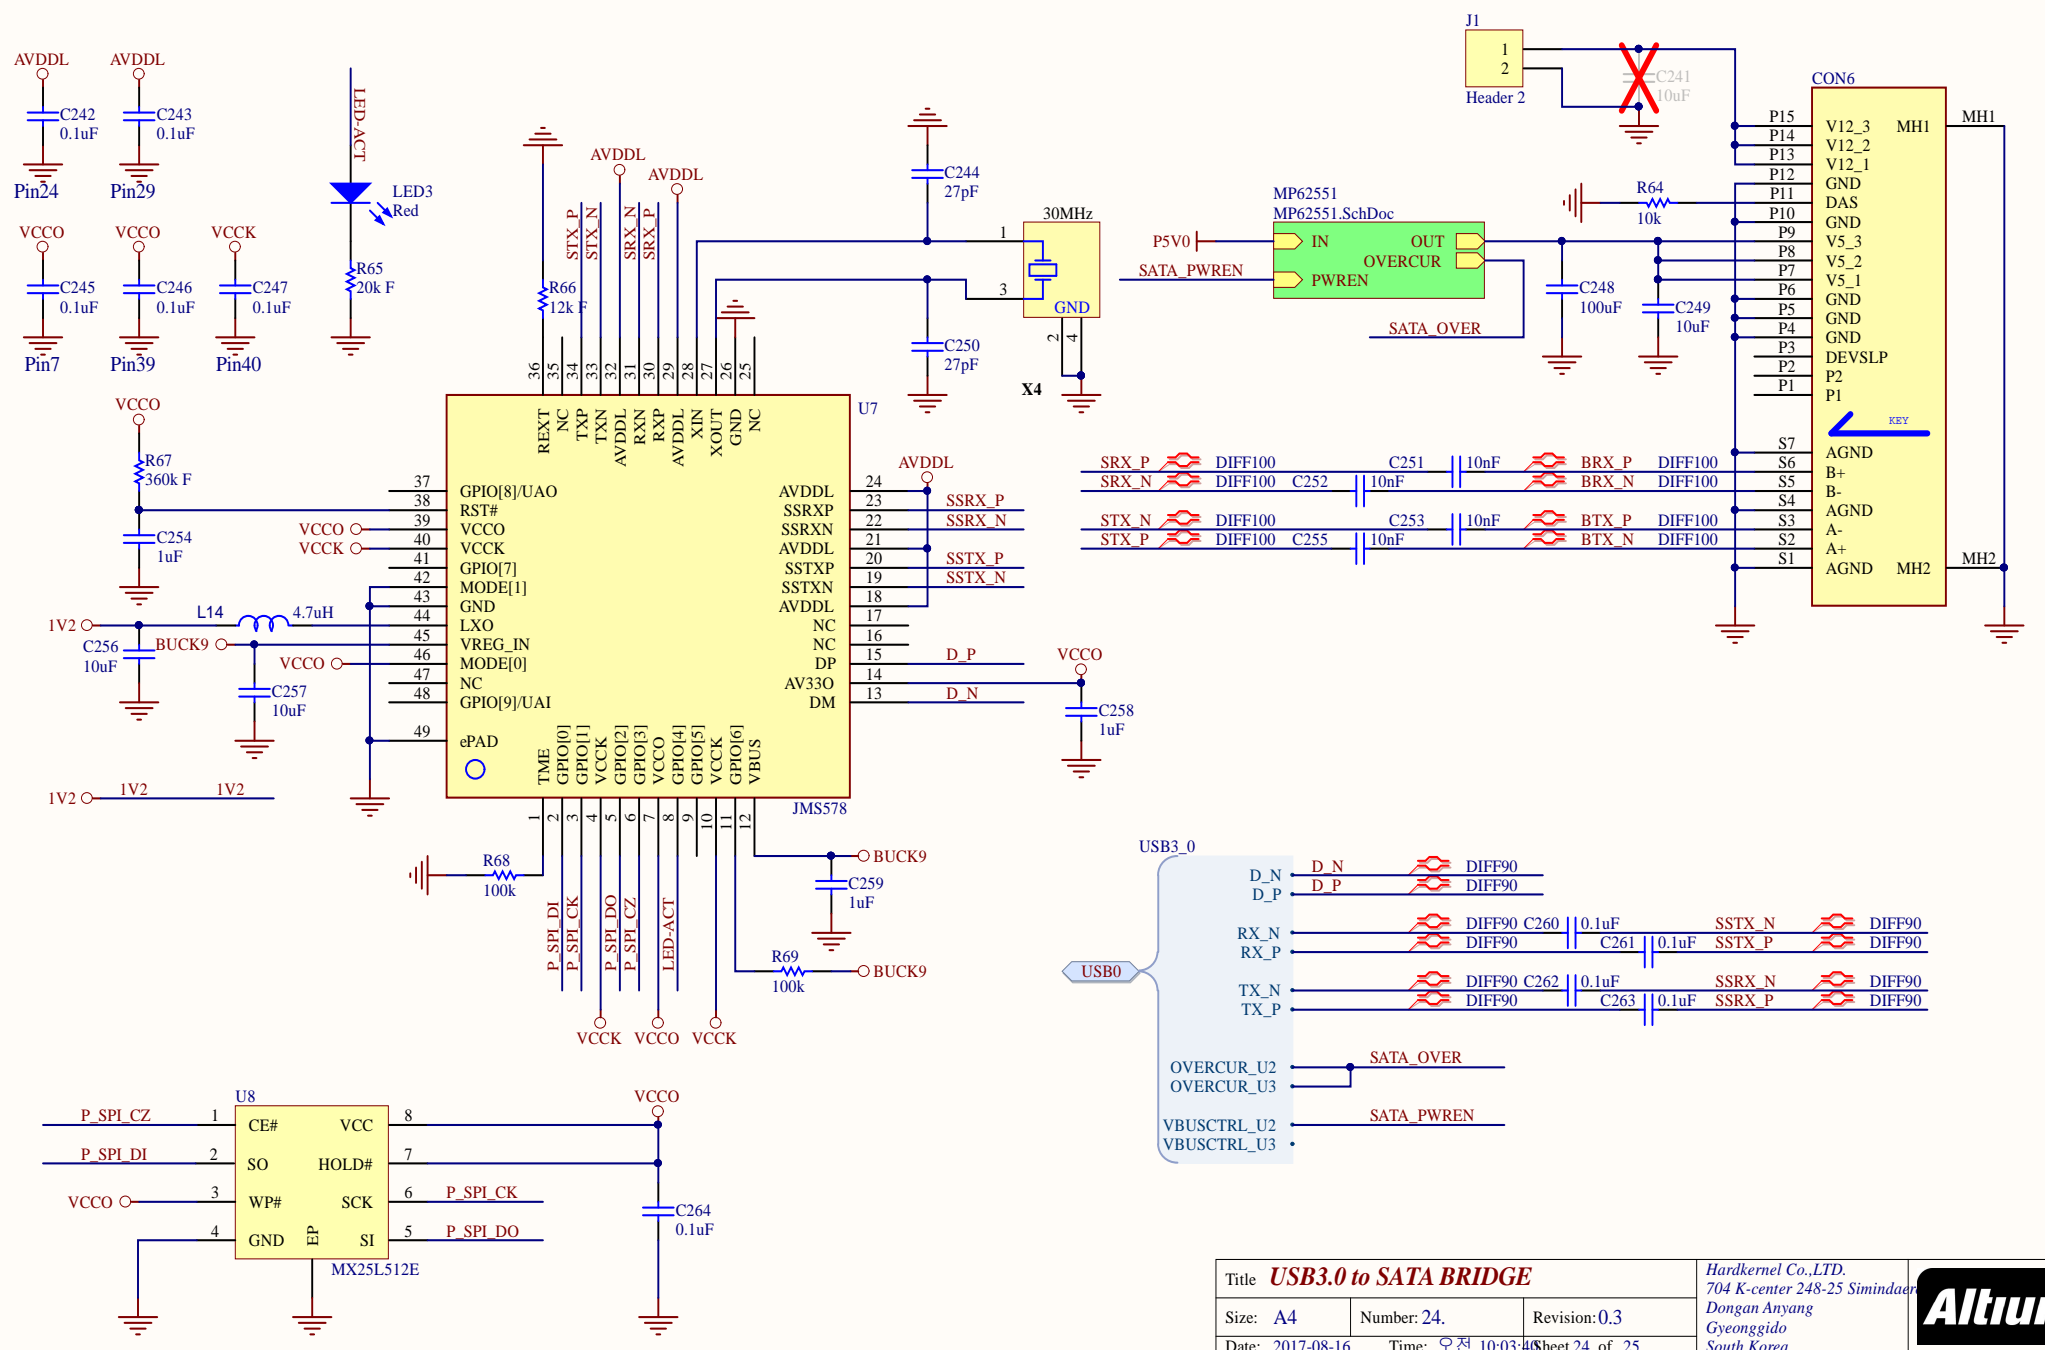 AVDDL
C242
0.1uF
Pin24
AVDDL
C243
0.1uF
Pin29
VCCO
C245
0.1uF
Pin7
VCCO
C246
0.1uF
Pin39
VCCK
C247
0.1uF
Pin40
LED-ACT
LED3
Red
R65
20k F
R66
12k F
STX_P
STX_N
AVDDL
SRX_N
SRX_P
AVDDL
C244
27pF
C250
27pF
30MHz
1
3
GND
2
4
X4
J1
1
2
Header 2
C241
10uF
MP62551
MP62551.SchDoc
P5V0
IN
OUT
OVERCUR
SATA_PWREN
PWREN
SATA_OVER
R64
10k
C248
100uF
C249
10uF
CON6
P15 V12_3 MH1 MH1
P14 V12_2
P13 V12_1
P12 GND
P11 DAS
P10 GND
P9 V5_3
P8 V5_2
P7 V5_1
P6 GND
P5 GND
P4 GND
P3 DEVSLP
P2 P2
P1 P1
KEY
S7 AGND
S6 B+
S5 B-
S4 AGND
S3 A-
S2 A+
S1 AGND MH2 MH2
SRX_P DIFF100 C251 10nF BRX_P DIFF100
SRX_N DIFF100 C252 10nF BRX_N DIFF100
STX_N DIFF100 C253 10nF BTX_P DIFF100
STX_P DIFF100 C255 10nF BTX_N DIFF100
U7
36 REXT
35 NC
34 TXP
33 TXN
32 AVDDL
31 RXN
30 RXP
29 AVDDL
28 XIN
27 XOUT
26 GND
25 NC
37 GPIO[8]/UAO
38 RST#
39 VCCO
40 VCCK
41 GPIO[7]
42 MODE[1]
43 GND
44 LXO
45 VREG_IN
46 MODE[0]
47 NC
48 GPIO[9]/UAI
49 ePAD
AVDDL 24
SSRXP 23
SSRXN 22
AVDDL 21
SSTXP 20
SSTXN 19
AVDDL 18
NC 17
NC 16
DP 15
AV33O 14
DM 13
TME 1
GPIO[0] 2
GPIO[1] 3
VCCK 4
GPIO[2] 5
GPIO[3] 6
VCCO 7
GPIO[4] 8
GPIO[5] 9
VCCK 10
GPIO[6] 11
VBUS 12
JMS578
AVDDL
SSRX_P
SSRX_N
SSTX_P
SSTX_N
D_P
D_N
VCCO
C258
1uF
VCCO
R67
360k F
C254
1uF
VCCO
VCCK
1V2
L14
4.7uH
C256
10uF
BUCK9
VCCO
C257
10uF
1V2 1V2 1V2
R68
100k
P_SPI_DI
P_SPI_CK
P_SPI_DO
P_SPI_CZ
LED-ACT
VCCK
VCCO
VCCK
BUCK9
C259
1uF
R69
100k
BUCK9
USB3_0
USB0
D_N D_N DIFF90
D_P D_P DIFF90
RX_N DIFF90 C260 0.1uF SSTX_N DIFF90
RX_P DIFF90 C261 0.1uF SSTX_P DIFF90
TX_N DIFF90 C262 0.1uF SSRX_N DIFF90
TX_P DIFF90 C263 0.1uF SSRX_P DIFF90
OVERCUR_U2 SATA_OVER
OVERCUR_U3
VBUSCTRL_U2 SATA_PWREN
VBUSCTRL_U3
U8
P_SPI_CZ 1 CE# VCC 8
P_SPI_DI 2 SO HOLD# 7
VCCO 3 WP# SCK 6 P_SPI_CK
4 GND SI 5 P_SPI_DO
EP
MX25L512E
VCCO
C264
0.1uF
Title USB3.0 to SATA BRIDGE
Size: A4 Number: 24. Revision: 0.3
Date: 2017-08-16 Time: 오전 10:03:40 Sheet 24 of 25
Hardkernel Co.,LTD.
704 K-center 248-25
Dongan Anyang
Gyeonggido
South Korea